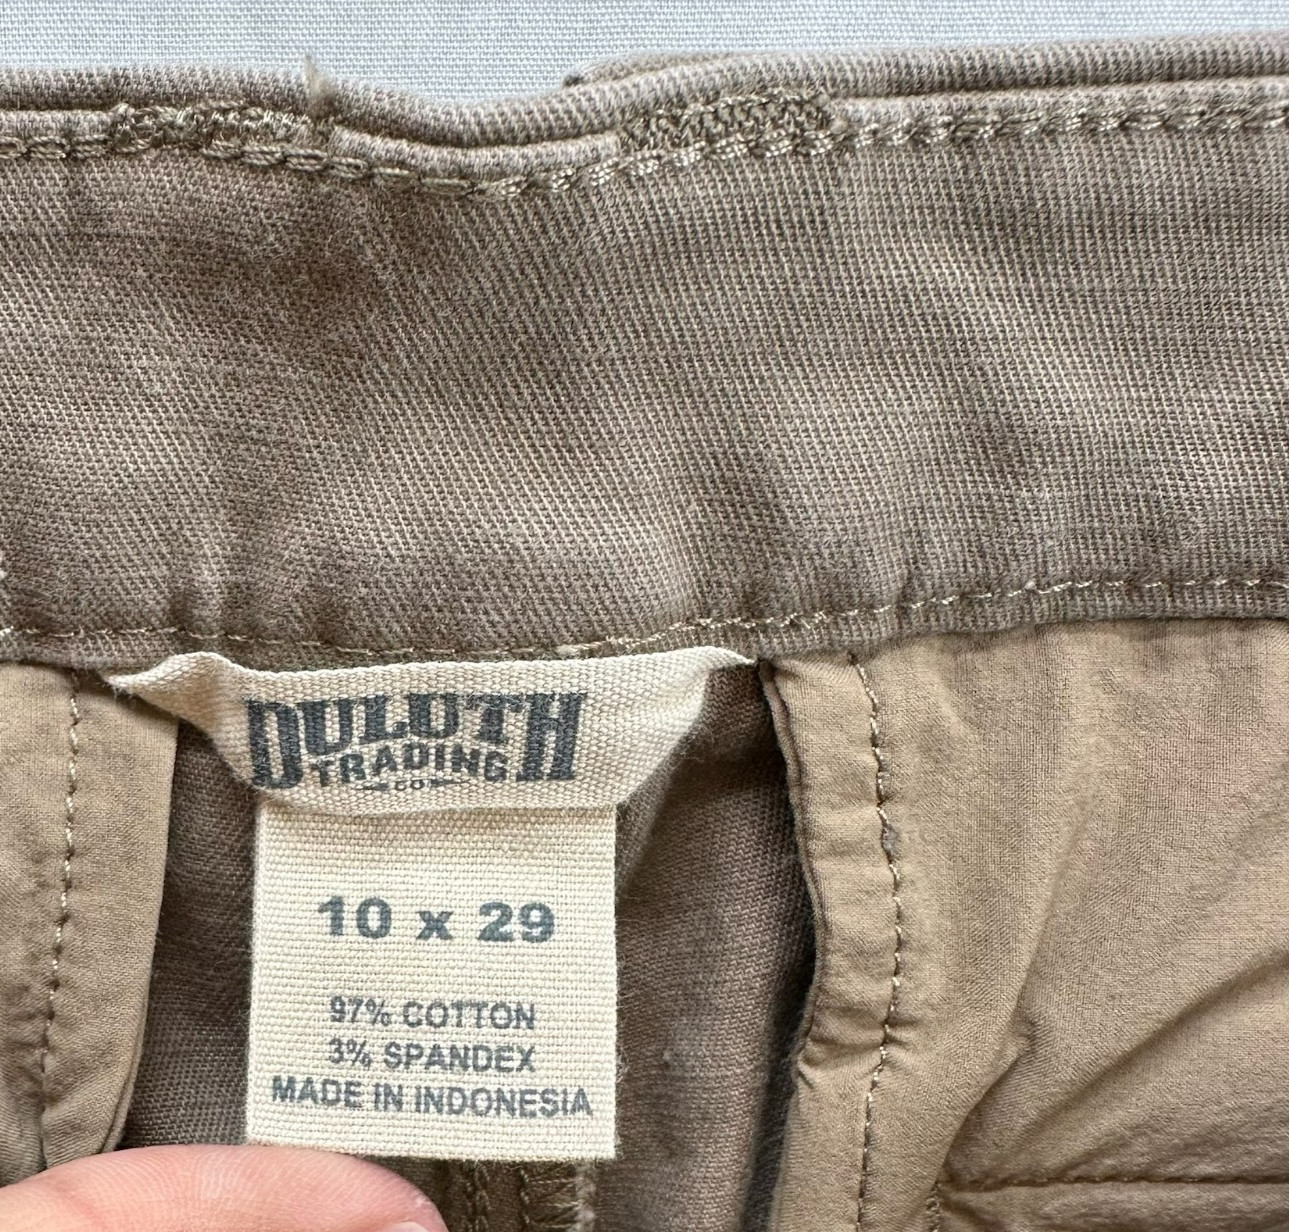 DULUTH
TRADING
CO
10 x 29
97% COTTON
3% SPANDEX
MADE IN INDONESIA